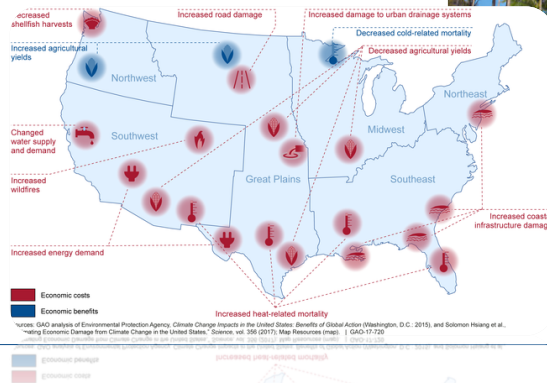 shellfish harvests
Increased road damage
Increased damage to urban drainage systems
Decreased cold-related mortality
Increased agricultural
yields
Decreased agricultural yields
Northwest
Northeast
Changed
water supply
and demand
Southwest
Midwest
Great Plains
Southeast
Increased
wildfires
Increased coast
infrastructure damag
Increased energy demand
Economic costs
Economic benefits
Increased heat-related mortality
GAO analysis of Environmental Protection Agency, Climate Change Impacts in the United States: Benefits of Global Action (Washington, D.C.: 2015), and Solomon Hsiang et al.,
Economic Damage from Climate Change in the United States," Science, vol. 356 (2017); Map Resources (map). | GAO-17-720